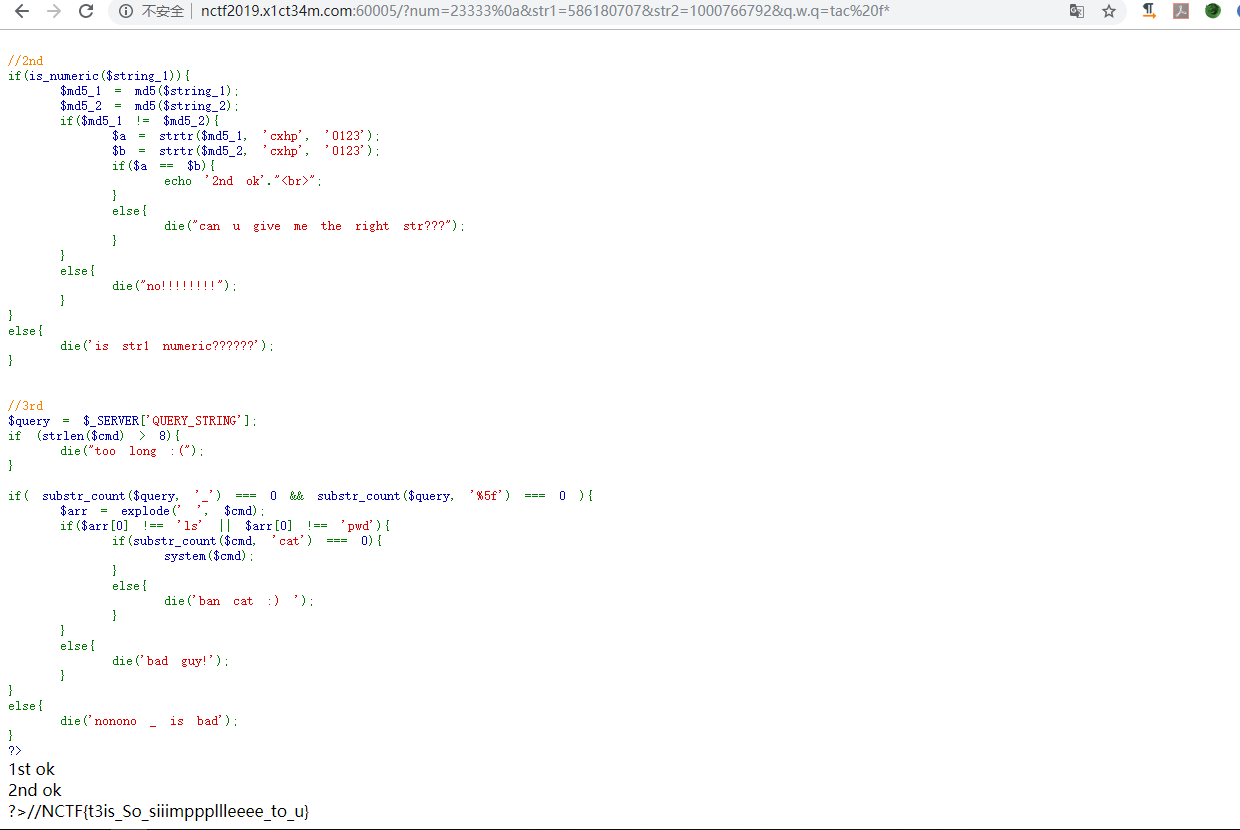 不安全 nctf2019.x1ct34m.com:60005/?num=23333%0a&str1=586180707&str2=1000766792&q.w.q=tac%20f*
//2nd
if(is_numeric($string_1)){
$md5_1 = md5($string_1);
$md5_2 = md5($string_2);
if($md5_1 != $md5_2){
$a = strtr($md5_1, 'cxhp', '0123');
$b = strtr($md5_2, 'cxhp', '0123');
if($a == $b){
echo '2nd ok'."<br>";
}
else{
die("can u give me the right str???");
}
}
else{
die("no!!!!!!!!");
}
}
else{
die('is str1 numeric??????');
}
//3rd
$query = $_SERVER['QUERY_STRING'];
if (strlen($cmd) > 8){
die("too long :(");
}
if( substr_count($query, '_') === 0 && substr_count($query, '%5f') === 0 ){
$arr = explode(' ', $cmd);
if($arr[0] !== 'ls' || $arr[0] !== 'pwd'){
if(substr_count($cmd, 'cat') === 0){
system($cmd);
}
else{
die('ban cat :) ');
}
}
else{
die('bad guy!');
}
}
else{
die('nonono _ is bad');
}
?>
1st ok
2nd ok
?>//NCTF{t3is_So_siiimpppllleeee_to_u}